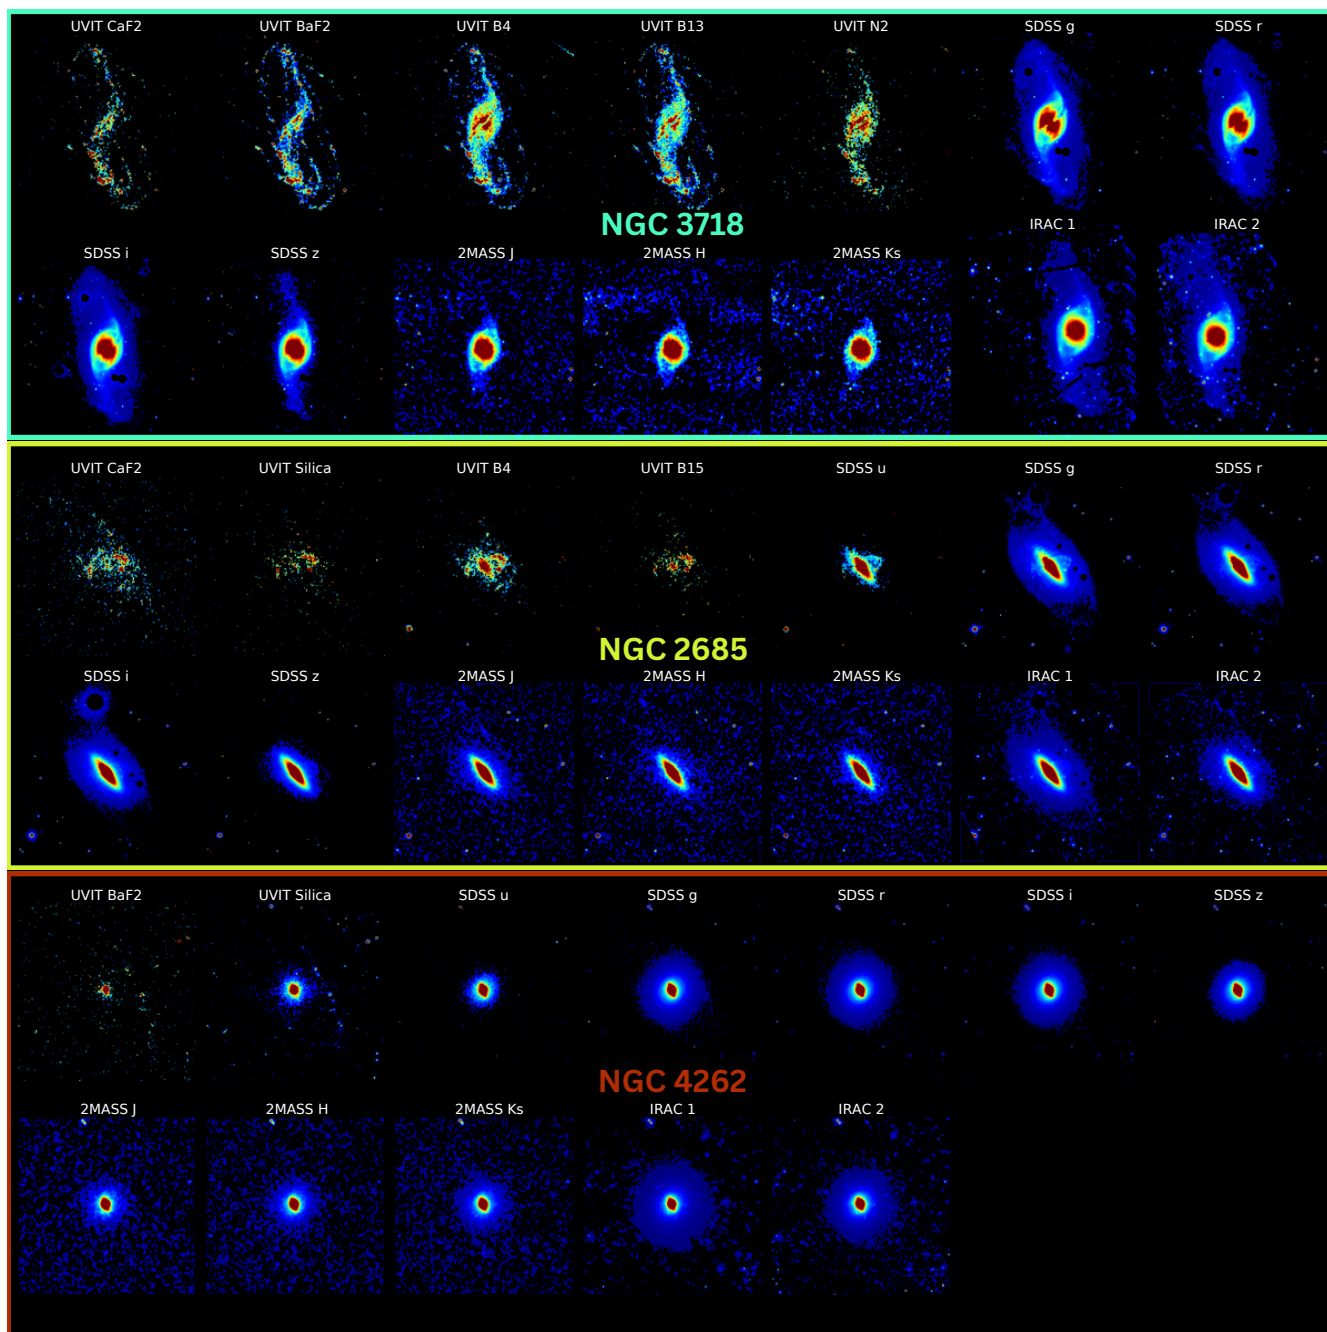 UVIT CaF2 UVIT BaF2 UVIT B4 UVIT B13 UVIT N2 SDSS g SDSS r
NGC 3718
IRAC 1 IRAC 2
SDSS i SDSS z 2MASS J 2MASS H 2MASS Ks
UVIT CaF2 UVIT Silica UVIT B4 UVIT B15 SDSS u SDSS g SDSS r
NGC 2685
SDSS i SDSS z 2MASS J 2MASS H 2MASS Ks IRAC 1 IRAC 2
UVIT BaF2 UVIT Silica SDSS u SDSS g SDSS r SDSS i SDSS z
NGC 4262
2MASS J 2MASS H 2MASS Ks IRAC 1 IRAC 2